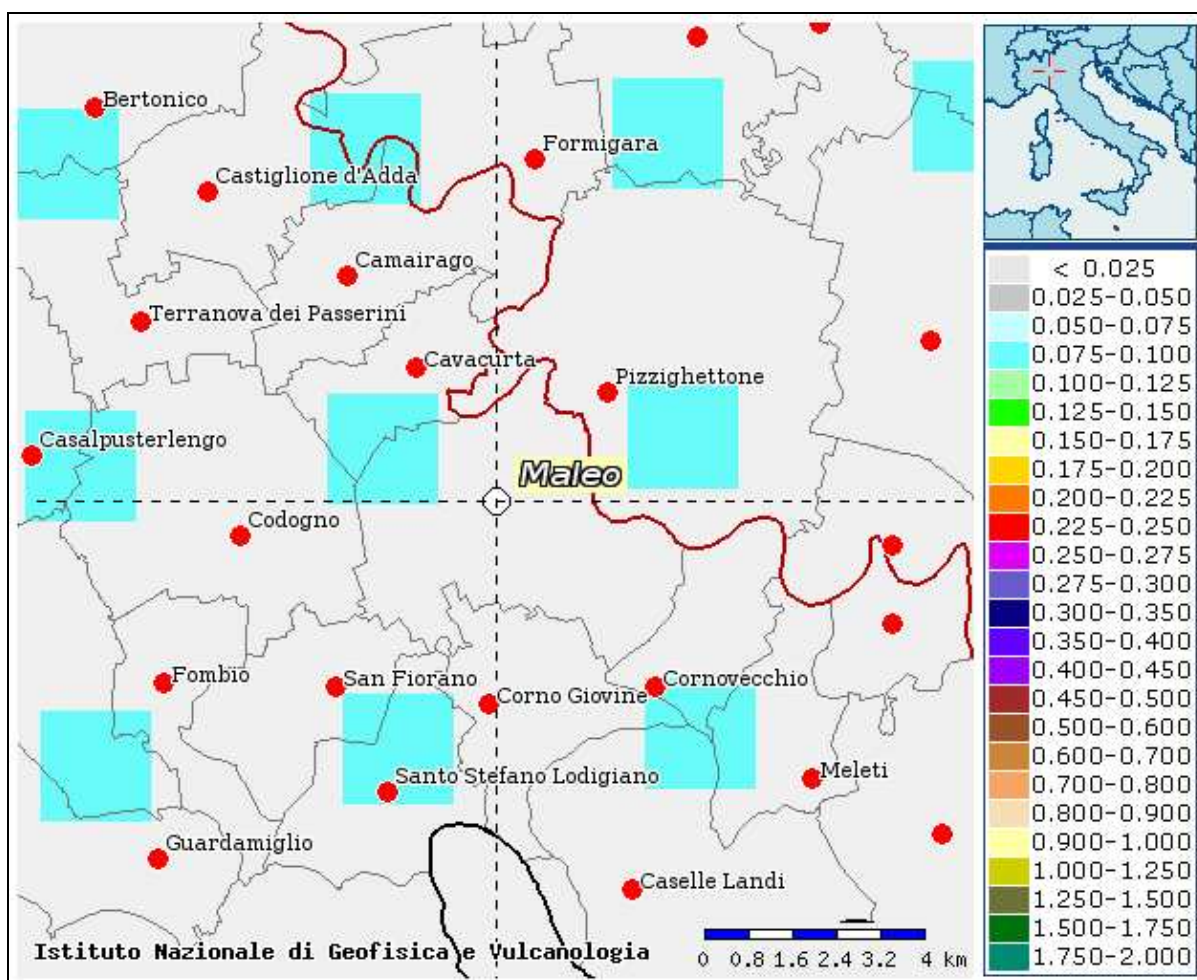 Bertonico
Formigara
Castiglione d'Adda
Camairago
Terranova dei Passerini
Cavacurta
Pizzighettone
Casalpusterlengo
Maleo
Codogno
Fombio
San Fiorano
Cornovecchio
Corno Giovine
Santo Stefano Lodigiano
Meleti
Guardamiglio
Caselle Landi
Istituto Nazionale di Geofisica e Vulcanologia
0 0.8 1.6 2.4 3.2 4 km
< 0.025
0.025-0.050
0.050-0.075
0.075-0.100
0.100-0.125
0.125-0.150
0.150-0.175
0.175-0.200
0.200-0.225
0.225-0.250
0.250-0.275
0.275-0.300
0.300-0.350
0.350-0.400
0.400-0.450
0.450-0.500
0.500-0.600
0.600-0.700
0.700-0.800
0.800-0.900
0.900-1.000
1.000-1.250
1.250-1.500
1.500-1.750
1.750-2.000